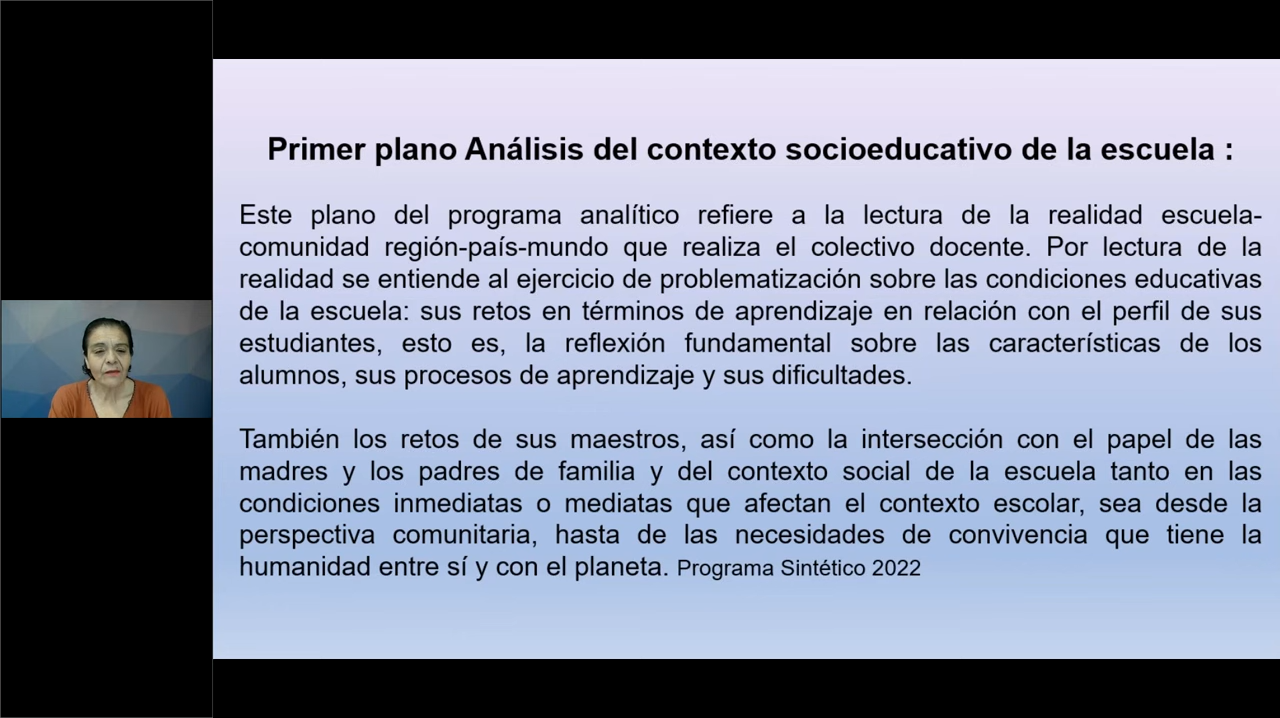 Primer plano Análisis del contexto socioeducativo de la escuela :
Este plano del programa analítico refiere a la lectura de la realidad escuela-
comunidad región-país-mundo que realiza el colectivo docente. Por lectura de la
realidad se entiende al ejercicio de problematización sobre las condiciones educativas
de la escuela: sus retos en términos de aprendizaje en relación con el perfil de sus
estudiantes, esto es, la reflexión fundamental sobre las características de los
alumnos, sus procesos de aprendizaje y sus dificultades.
También los retos de sus maestros, así como la intersección con el papel de las
madres y los padres de familia y del contexto social de la escuela tanto en las
condiciones inmediatas o mediatas que afectan el contexto escolar, sea desde la
perspectiva comunitaria, hasta de las necesidades de convivencia que tiene la
humanidad entre sí y con el planeta. Programa Sintético 2022